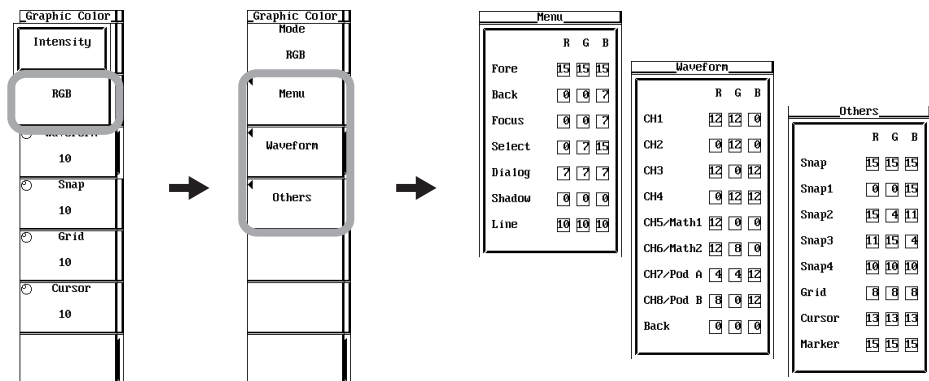 Graphic Color
Intensity
RGB
Waveform
10
Snap
10
Grid
10
Cursor
10
Graphic Color
Mode
RGB
Menu
Waveform
Others
Menu
R G B
Fore 15 15 15
Back 0 0 7
Focus 0 0 7
Select 0 7 15
Dialog 7 7 7
Shadow 0 0 0
Line 10 10 10
Waveform
R G B
CH1 12 12 0
CH2 0 12 0
CH3 12 0 12
CH4 0 12 12
CH5/Math1 12 0 0
CH6/Math2 12 8 0
CH7/Pod A 4 4 12
CH8/Pod B 8 0 12
Back 0 0 0
Others
R G B
Snap 15 15 15
Snap1 0 0 15
Snap2 15 4 11
Snap3 11 15 4
Snap4 10 10 10
Grid 8 8 8
Cursor 13 13 13
Marker 15 15 15